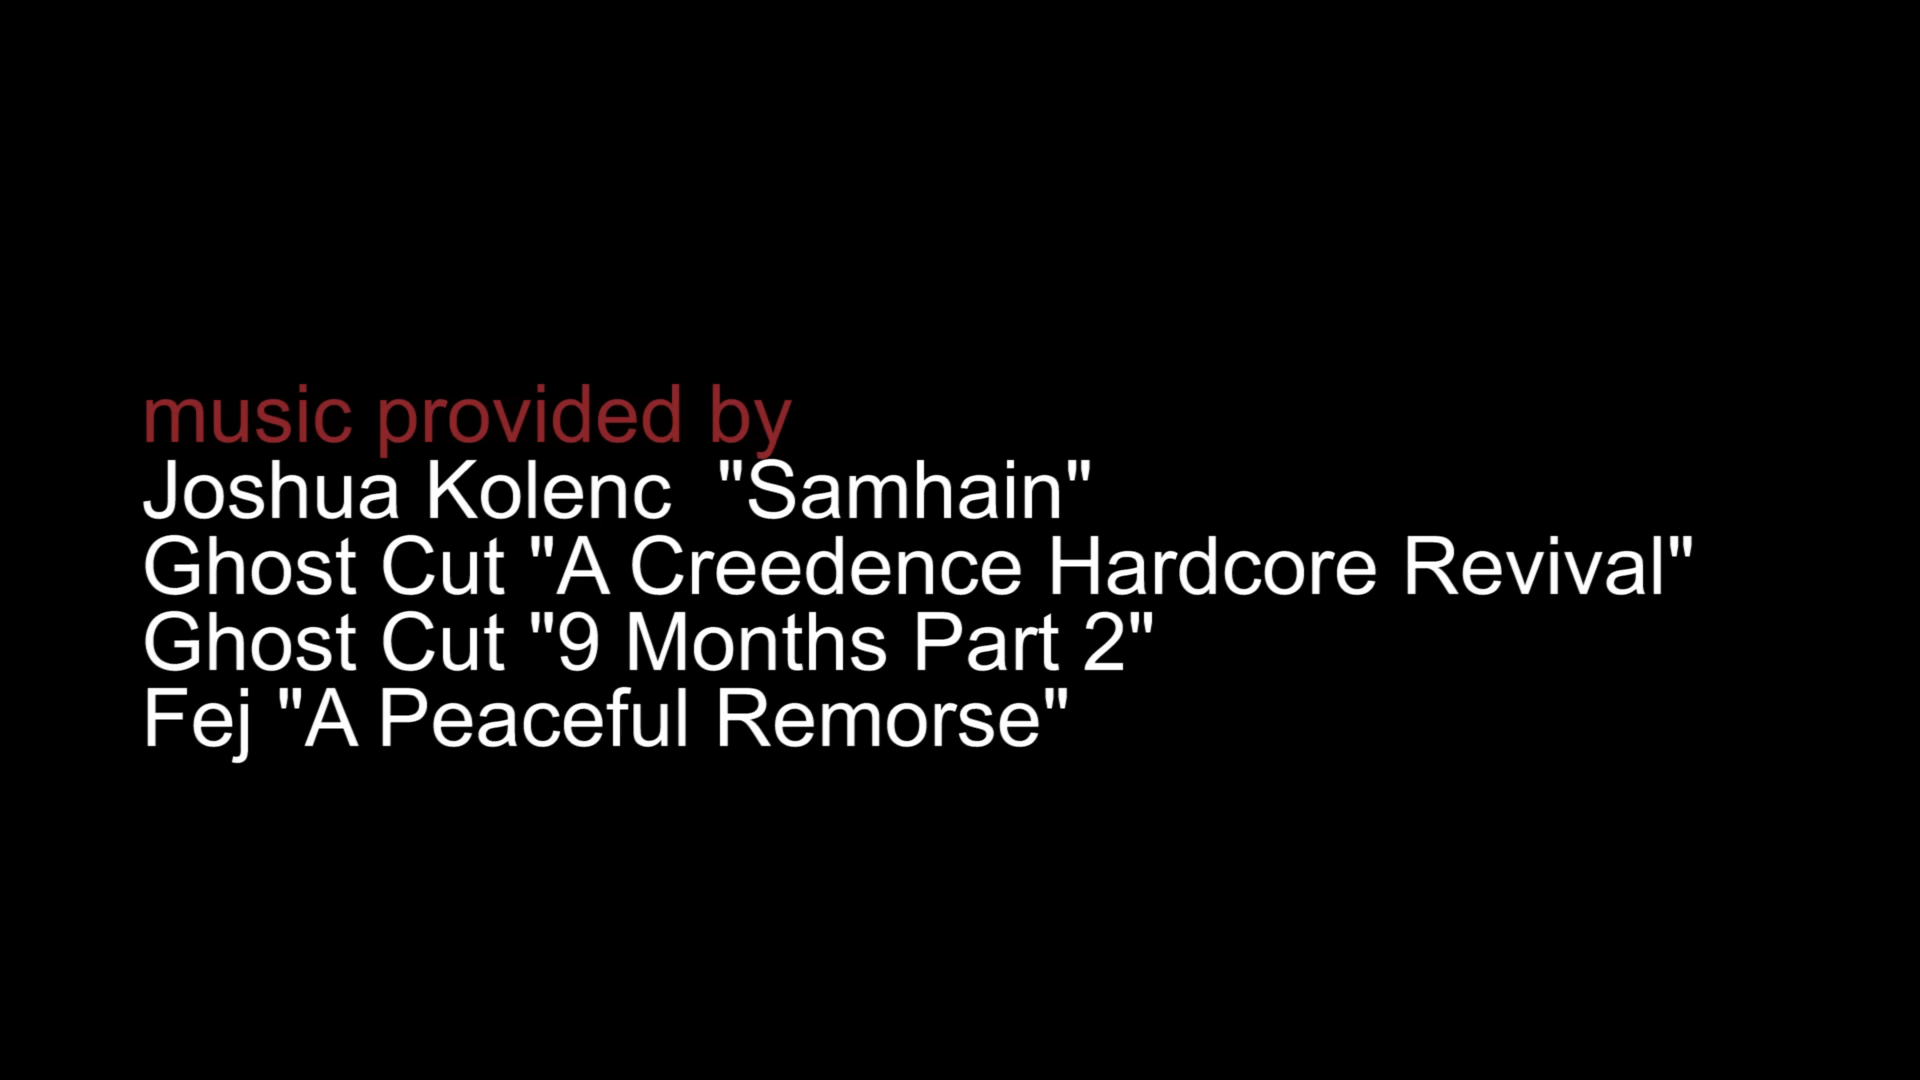 music provided by
Joshua Kolenc  "Samhain"
Ghost Cut "A Creedence Hardcore Revival"
Ghost Cut "9 Months Part 2"
Fej "A Peaceful Remorse"